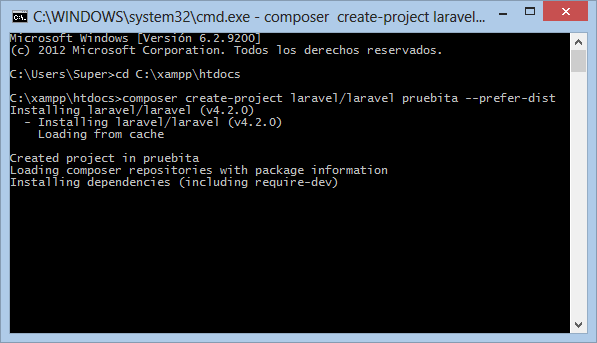 C:\WINDOWS\system32\cmd.exe - composer  create-project laravel...
Microsoft Windows [Versión 6.2.9200]
(c) 2012 Microsoft Corporation. Todos los derechos reservados.
C:\Users\Super>cd C:\xampp\htdocs
C:\xampp\htdocs>composer create-project laravel/laravel pruebita --prefer-dist
Installing laravel/laravel (v4.2.0)
  - Installing laravel/laravel (v4.2.0)
    Loading from cache
Created project in pruebita
Loading composer repositories with package information
Installing dependencies (including require-dev)